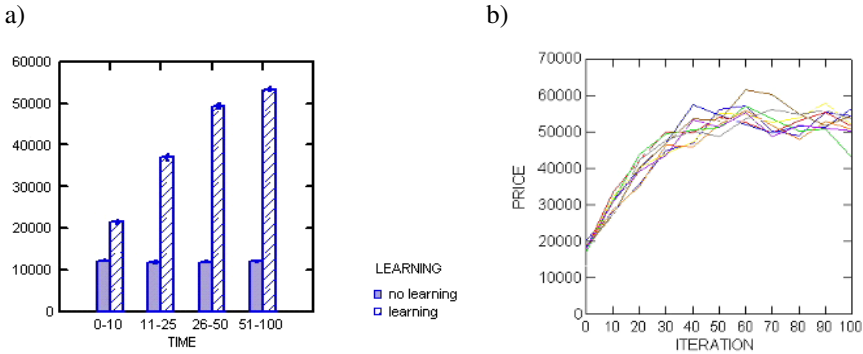 a)
60000
50000
40000
30000
20000
10000
0
0-10 11-25 26-50 51-100
TIME
LEARNING
no learning
learning
b)
70000
60000
50000
40000
30000
20000
10000
0
PRICE
0 10 20 30 40 50 60 70 80 90 100
ITERATION